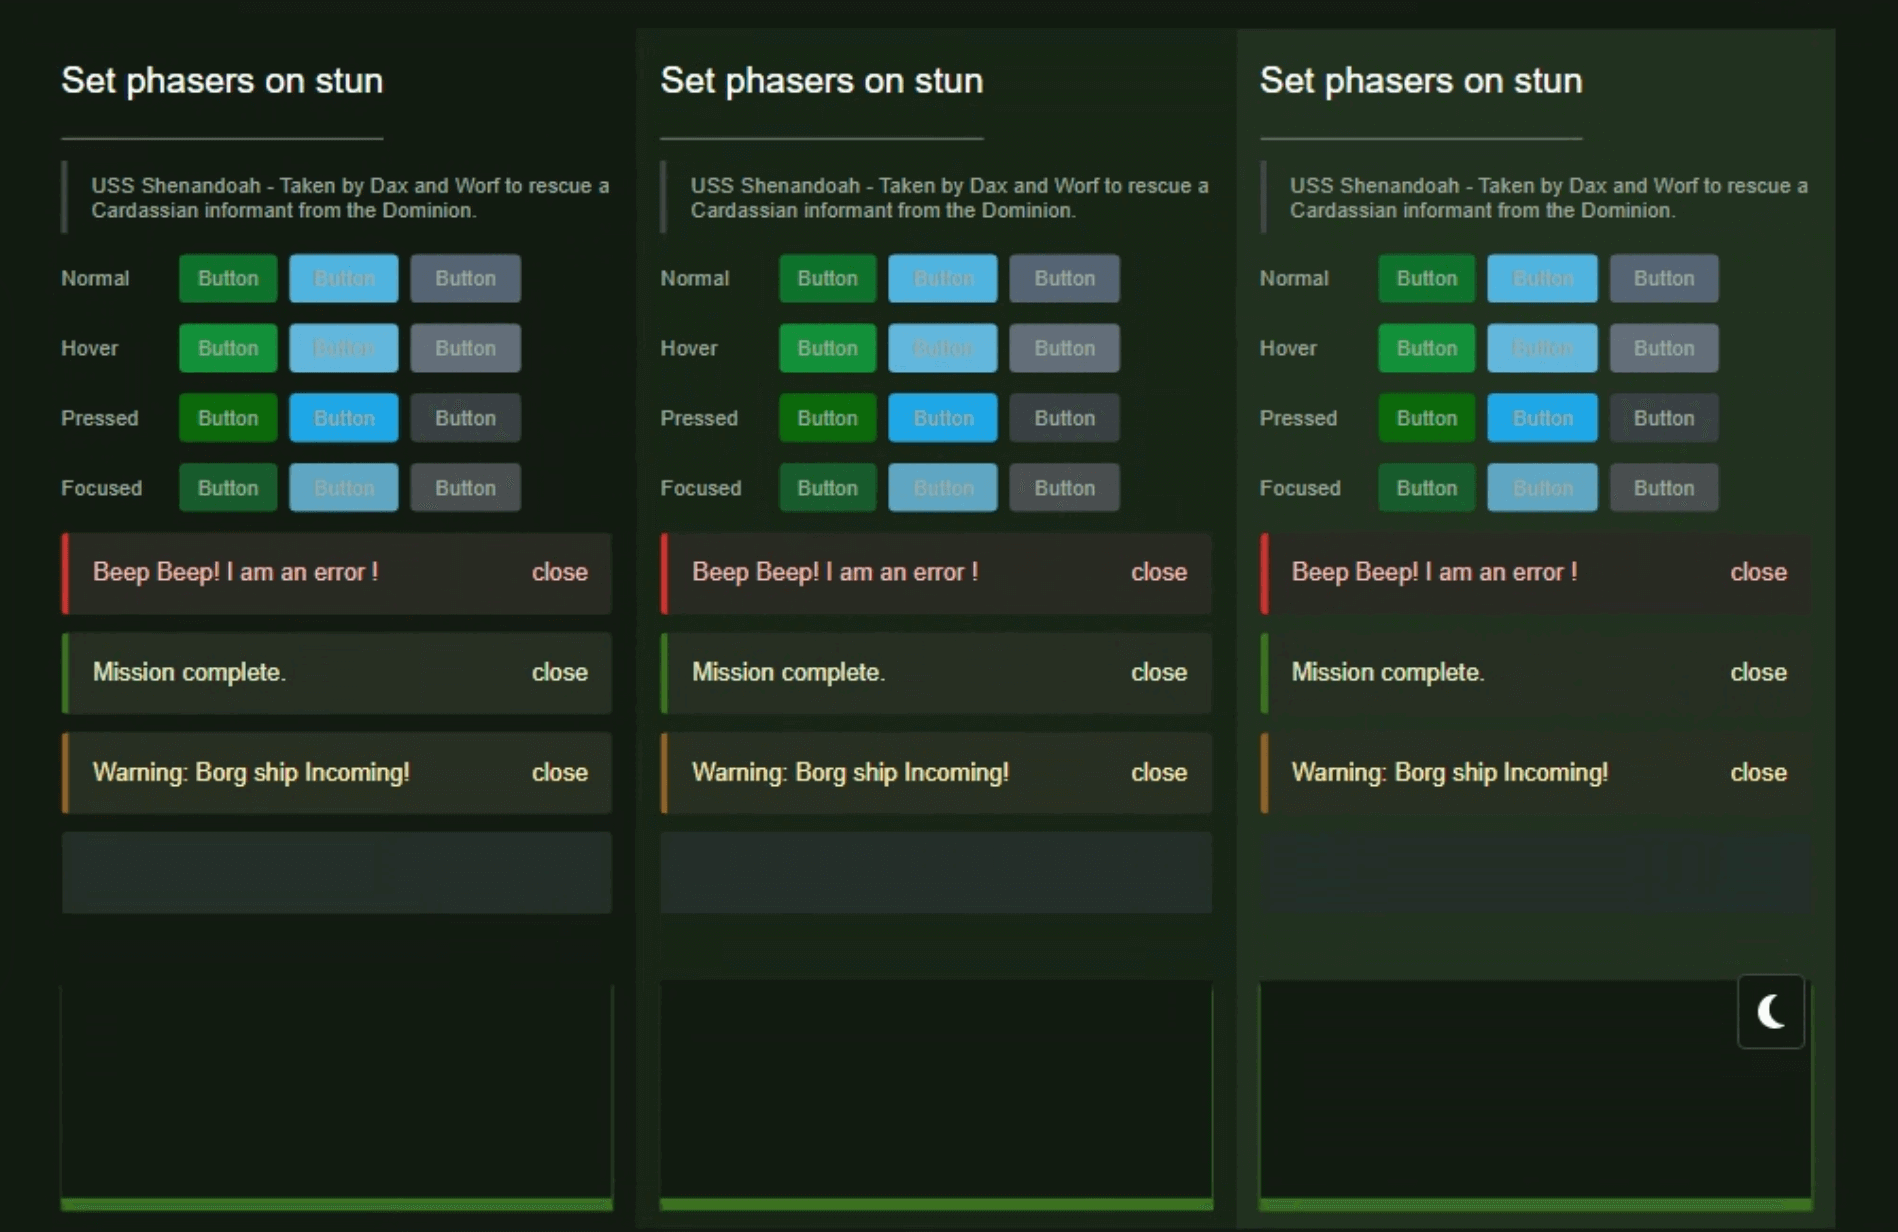 Set phasers on stun
USS Shenandoah - Taken by Dax and Worf to rescue a
Cardassian informant from the Dominion.
Normal Button Button Button
Hover Button Button Button
Pressed Button Button Button
Focused Button Button Button
Beep Beep! I am an error ! close
Mission complete. close
Warning: Borg ship Incoming! close
Set phasers on stun
USS Shenandoah - Taken by Dax and Worf to rescue a
Cardassian informant from the Dominion.
Normal Button Button Button
Hover Button Button Button
Pressed Button Button Button
Focused Button Button Button
Beep Beep! I am an error ! close
Mission complete. close
Warning: Borg ship Incoming! close
Set phasers on stun
USS Shenandoah - Taken by Dax and Worf to rescue a
Cardassian informant from the Dominion.
Normal Button Button Button
Hover Button Button Button
Pressed Button Button Button
Focused Button Button Button
Beep Beep! I am an error ! close
Mission complete. close
Warning: Borg ship Incoming! close